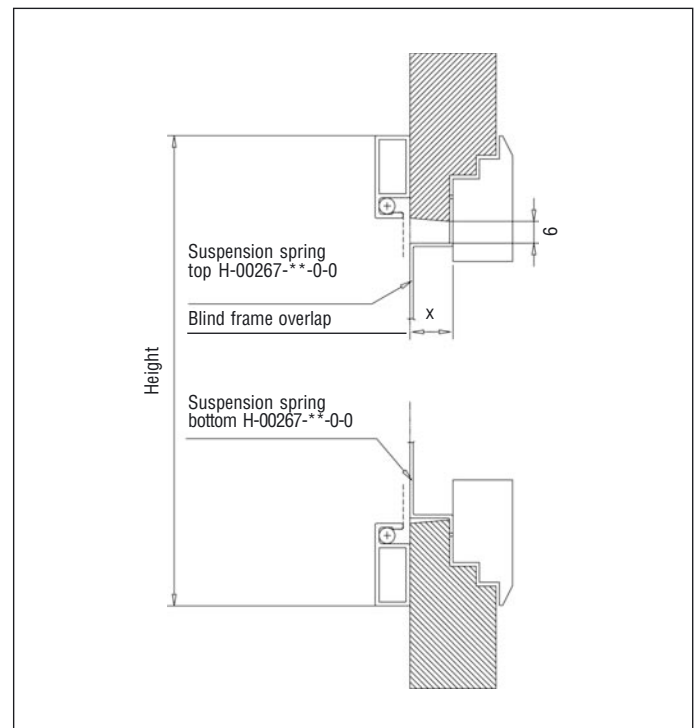 Suspension spring
top H-00267-**-0-0
Blind frame overlap
x
6
Height
Suspension spring
bottom H-00267-**-0-0